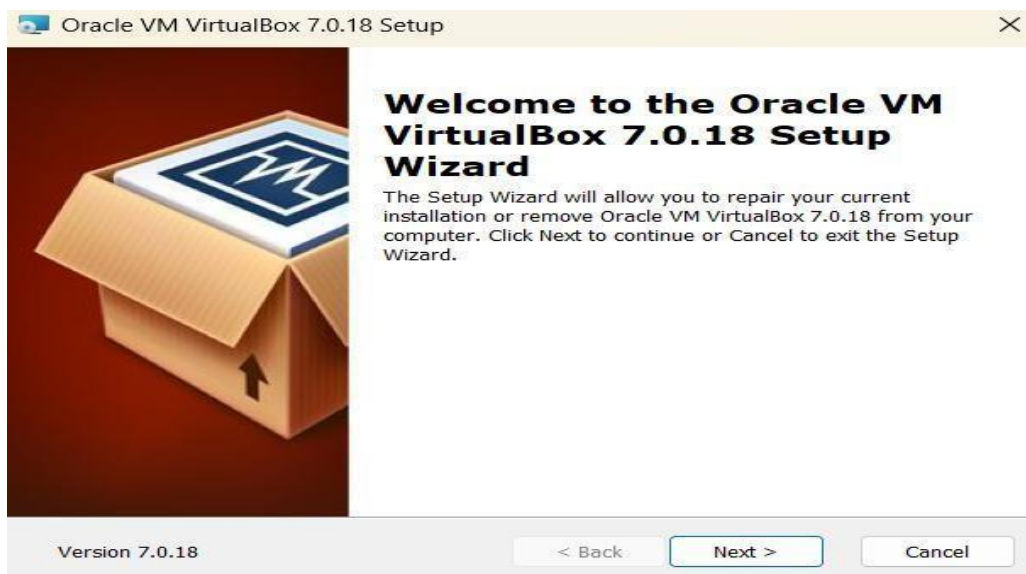 Oracle VM VirtualBox 7.0.18 Setup
Welcome to the Oracle VM
VirtualBox 7.0.18 Setup
Wizard
The Setup Wizard will allow you to repair your current
installation or remove Oracle VM VirtualBox 7.0.18 from your
computer. Click Next to continue or Cancel to exit the Setup
Wizard.
Version 7.0.18
< Back
Next >
Cancel